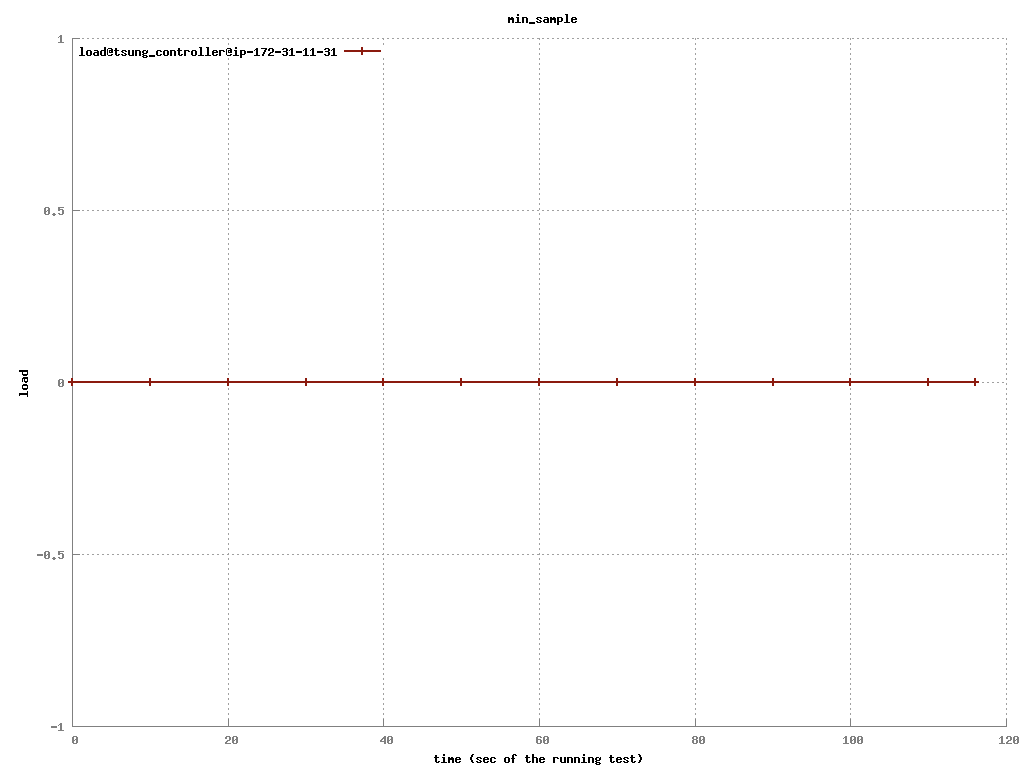 min_sample
load@tsung_controller@ip-172-31-11-31
1
0.5
0
-0.5
-1
load
0 20 40 60 80 100 120
time (sec of the running test)